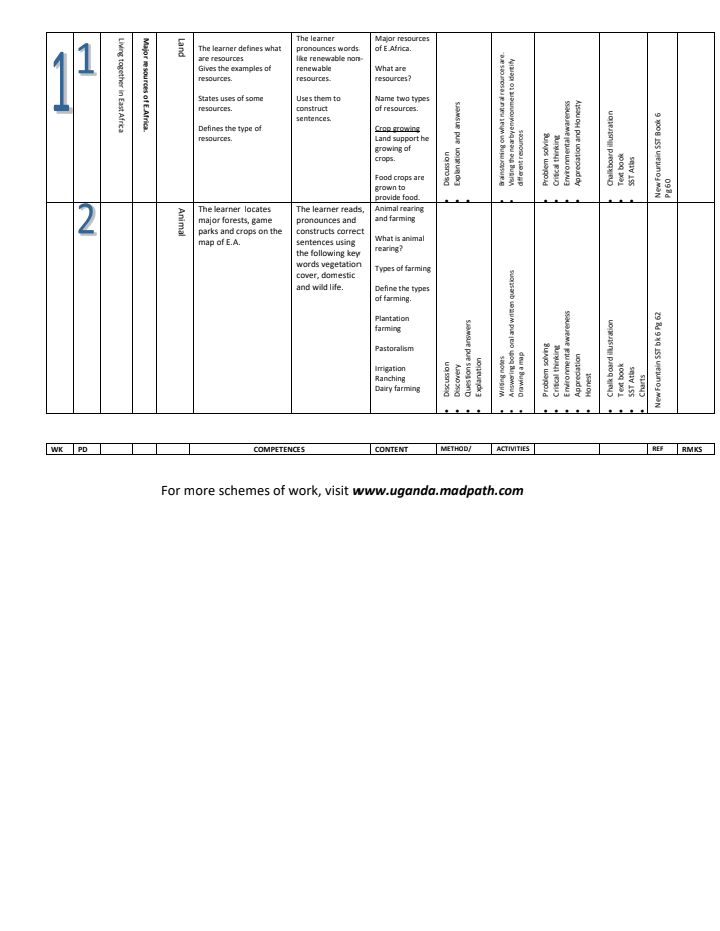 1
1
Living together in East Africa
Major resources of E.Africa.
Land
The learner defines what
are resources
Gives the examples of
resources.
States uses of some
resources.
Defines the type of
resources.
The learner
pronounces words
like renewable non-
renewable
resources.
Uses them to
construct
sentences.
Major resources
of E.Africa.
What are
resources?
Name two types
of resources.
Crop growing
Land support he
growing of
crops.
Food crops are
grown to
provide food.
• Discussion
• Explanation and answers
•
• Brainstorming on what natural resources are.
• Visiting the nearby environment to identify
different resources
• Problem solving
• Critical thinking
• Environmental awareness
• Appreciation and Honesty
• Chalkboard illustration
• Text book
• SST Atlas
New Fountain SST Book 6
Pg 60
2
Animal
The learner locates
major forests, game
parks and crops on the
map of E.A.
The learner reads,
pronounces and
constructs correct
sentences using
the following key
words vegetation
cover, domestic
and wild life.
Animal rearing
and farming
What is animal
rearing?
Types of farming
Define the types
of farming.
Plantation
farming
Pastoralism
Irrigation
Ranching
Dairy farming
• Discussion
• Discovery
• Questions and answers
• Explanation
• Writing notes
• Answering both oral and written questions
• Drawing a map
• Problem solving
• Critical thinking
• Environmental awareness
• Appreciation
• Honest
• Chalk board illustration
• Text book
• SST Atlas
• Charts
New Fountain SST bk 6 Pg 62
WK PD COMPETENCES CONTENT METHOD/ ACTIVITIES REF RMKS
For more schemes of work, visit www.uganda.madpath.com